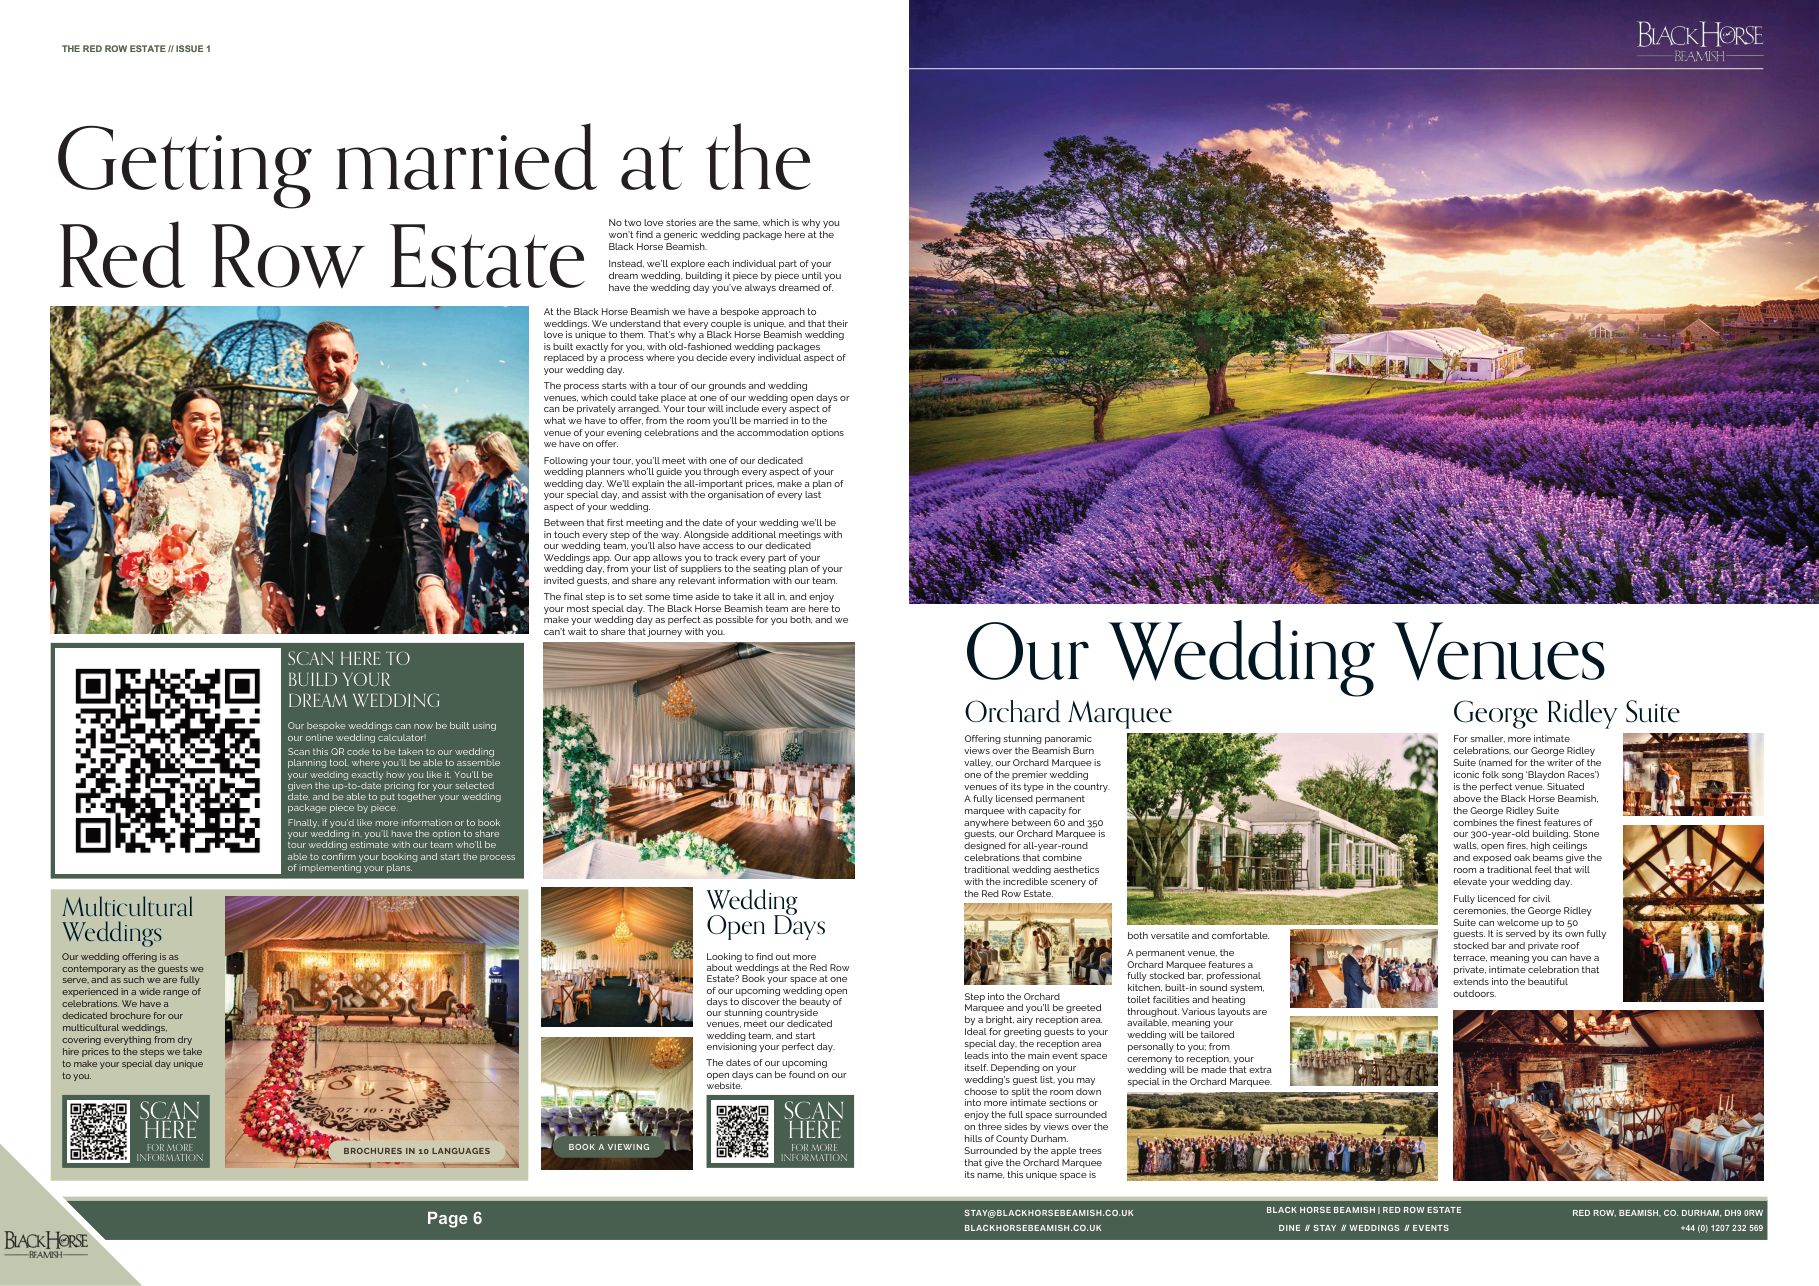 THE RED ROW ESTATE // ISSUE 1
Getting married at the
Red Row Estate
No two love stories are the same, which is why you
won't find a generic wedding package here at the
Black Horse Beamish.
Instead, we'll explore each individual part of your
dream wedding, building it piece by piece until you
have the wedding day you've always dreamed of.
At the Black Horse Beamish we have a bespoke approach to
weddings. We understand that every couple is unique, and that their
love is unique to them. That's why a Black Horse Beamish wedding
is built exactly for you, with old-fashioned wedding packages
replaced by a process where you decide every individual aspect of
your wedding day.
The process starts with a tour of our grounds and wedding
venues, which could take place at one of our wedding open days or
can be privately arranged. Your tour will include every aspect of
what we have to offer, from the room you'll be married in to the
venue of your evening celebrations and the accommodation options
we have on offer.
Following your tour, you'll meet with one of our dedicated
wedding planners who'll guide you through every aspect of your
wedding day. We'll explain the all-important prices, make a plan of
your special day, and assist with the organisation of every last
aspect of your wedding.
Between that first meeting and the date of your wedding we'll be
in touch every step of the way. Alongside additional meetings with
our wedding team, you'll also have access to our dedicated
Weddings app. Our app allows you to track every part of your
wedding day, from your list of suppliers to the seating plan of your
invited guests, and share any relevant information with our team.
The final step is to set some time aside to take it all in, and enjoy
your most special day. The Black Horse Beamish team are here to
make your wedding day as perfect as possible for you both, and we
can't wait to share that journey with you.
SCAN HERE TO
BUILD YOUR
DREAM WEDDING
Our bespoke weddings can now be built using
our online wedding calculator!
Scan this QR code to be taken to our wedding
planning tool, where you'll be able to assemble
your wedding exactly how you like it. You'll be
given the up-to-date pricing for your selected
date, and be able to put together your wedding
package piece by piece.
FInally, if you'd like more information or to book
your wedding in, you'll have the option to share
tour wedding estimate with our team who'll be
able to confirm your booking and start the process
of implementing your plans.
Multicultural
Weddings
Our wedding offering is as
contemporary as the guests we
serve, and as such we are fully
experienced in a wide range of
celebrations. We have a
dedicated brochure for our
multicultural weddings,
covering everything from dry
hire prices to the steps we take
to make your special day unique
to you.
SCAN
HERE
FOR MORE
INFORMATION
S y Z
07 · 10 · 18
BROCHURES IN 10 LANGUAGES
BOOK A VIEWING
Wedding
Open Days
Looking to find out more
about weddings at the Red Row
Estate? Book your space at one
of our upcoming wedding open
days to discover the beauty of
our stunning countryside
venues, meet our dedicated
wedding team, and start
envisioning your perfect day.
The dates of our upcoming
open days can be found on our
website.
SCAN
HERE
FOR MORE
INFORMATION
BLACK HORSE
BEAMISH
Page 6
BLACK HORSE
BEAMISH
Our Wedding Venues
Orchard Marquee
Offering stunning panoramic
views over the Beamish Burn
valley, our Orchard Marquee is
one of the premier wedding
venues of its type in the country.
A fully licensed permanent
marquee with capacity for
anywhere between 60 and 350
guests, our Orchard Marquee is
designed for all-year-round
celebrations that combine
traditional wedding aesthetics
with the incredible scenery of
the Red Row Estate.
Step into the Orchard
Marquee and you'll be greeted
by a bright, airy reception area.
Ideal for greeting guests to your
special day, the reception area
leads into the main event space
itself. Depending on your
wedding's guest list, you may
choose to split the room down
into more intimate sections or
enjoy the full space surrounded
on three sides by views over the
hills of County Durham.
Surrounded by the apple trees
that give the Orchard Marquee
its name, this unique space is
both versatile and comfortable.
A permanent venue, the
Orchard Marquee features a
fully stocked bar, professional
kitchen, built-in sound system,
toilet facilities and heating
throughout. Various layouts are
available, meaning your
wedding will be tailored
personally to you; from
ceremony to reception, your
wedding will be made that extra
special in the Orchard Marquee.
George Ridley Suite
For smaller, more intimate
celebrations, our George Ridley
Suite (named for the writer of the
iconic folk song 'Blaydon Races')
is the perfect venue. Situated
above the Black Horse Beamish,
the George Ridley Suite
combines the finest features of
our 300-year-old building. Stone
walls, open fires, high ceilings
and exposed oak beams give the
room a traditional feel that will
elevate your wedding day.
Fully licenced for civil
ceremonies, the George Ridley
Suite can welcome up to 50
guests. It is served by its own fully
stocked bar and private roof
terrace, meaning you can have a
private, intimate celebration that
extends into the beautiful
outdoors.
STAY@BLACKHORSEBEAMISH.CO.UK
BLACKHORSEBEAMISH.CO.UK
BLACK HORSE BEAMISH | RED ROW ESTATE
DINE // STAY // WEDDINGS // EVENTS
RED ROW, BEAMISH, CO. DURHAM, DH9 0RW
+44 (0) 1207 232 569